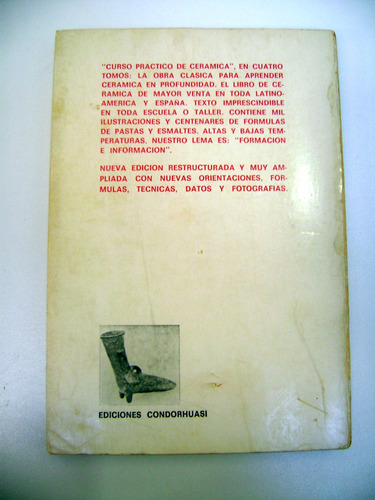 "CURSO PRACTICO DE CERAMICA", EN CUATRO
TOMOS: LA OBRA CLASICA PARA APRENDER
CERAMICA EN PROFUNDIDAD. EL LIBRO DE CE-
RAMICA DE MAYOR VENTA EN TODA LATINO-
AMERICA Y ESPAÑA. TEXTO IMPRESCINDIBLE
EN TODA ESCUELA O TALLER. CONTIENE MIL
ILUSTRACIONES Y CENTENARES DE FORMULAS
DE PASTAS Y ESMALTES. ALTAS Y BAJAS TEM-
PERATURAS. NUESTRO LEMA ES: "FORMACION
E INFORMACION".
NUEVA EDICION RESTRUCTURADA Y MUY AM-
PLIADA CON NUEVAS ORIENTACIONES, FOR-
MULAS, TECNICAS, DATOS Y FOTOGRAFIAS.
EDICIONES CONDORHUASI